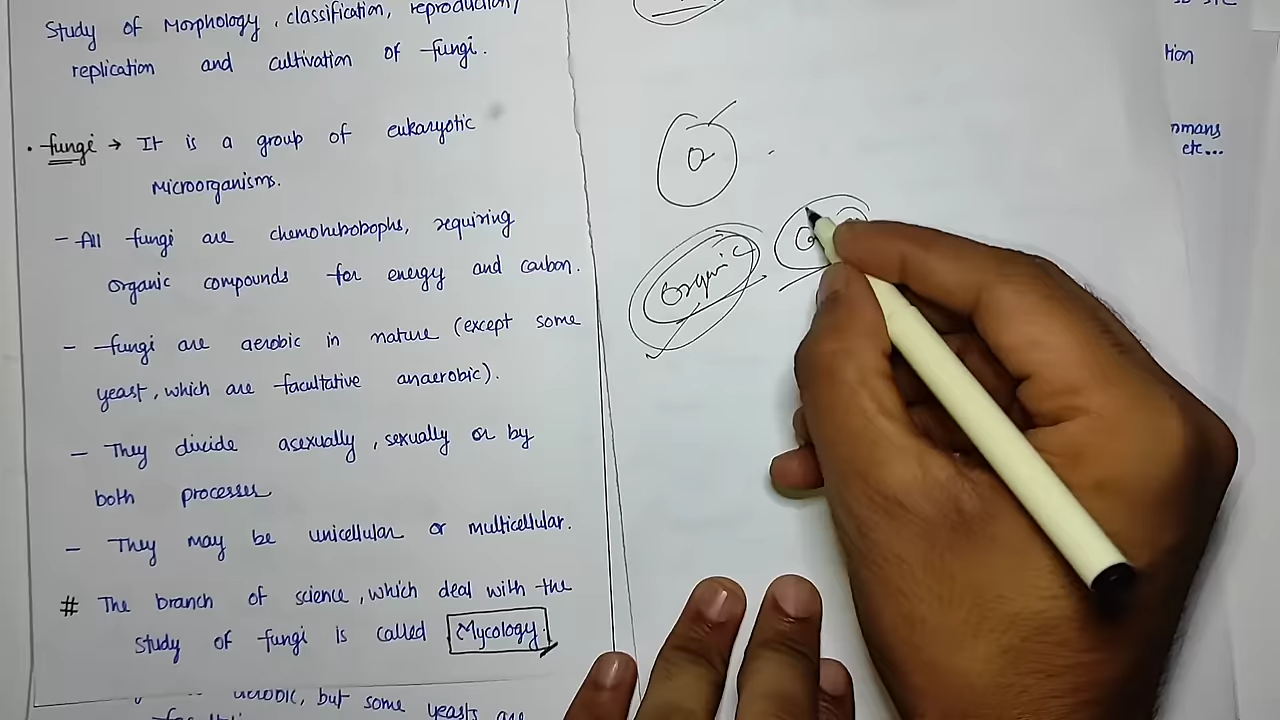 Study of Morphology, classification, reproduction,
replication and cultivation of fungi.
• fungi → It is a group of eukaryotic
Microorganisms.
- All fungi are chemoheterotrophs, requiring
organic compounds for energy and carbon.
- fungi are aerobic in nature (except some
yeast, which are facultative anaerobic).
- They divide asexually, sexually or by
both processes
- They may be unicellular or multicellular.
# The branch of science, which deal with the
study of fungi is called Mycology.
aerobic, but some yeasts are
organic
tion
etc...